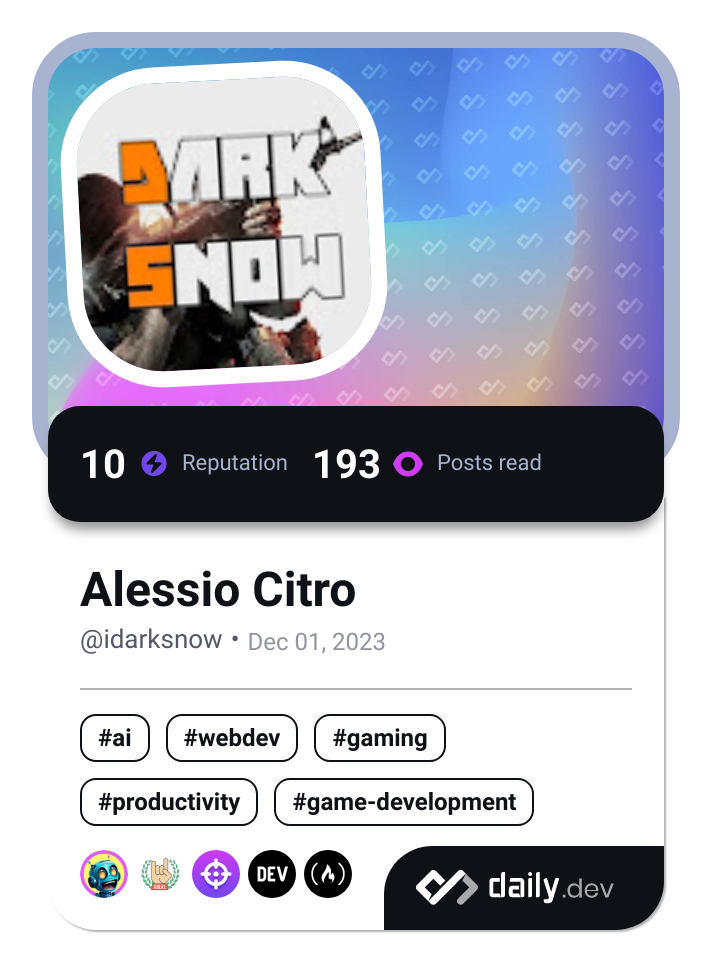 DARK
SNOW
10 Reputation 193 Posts read
Alessio Citro
@idarksnow • Dec 01, 2023
#ai #webdev #gaming
#productivity #game-development
DEV
daily.dev